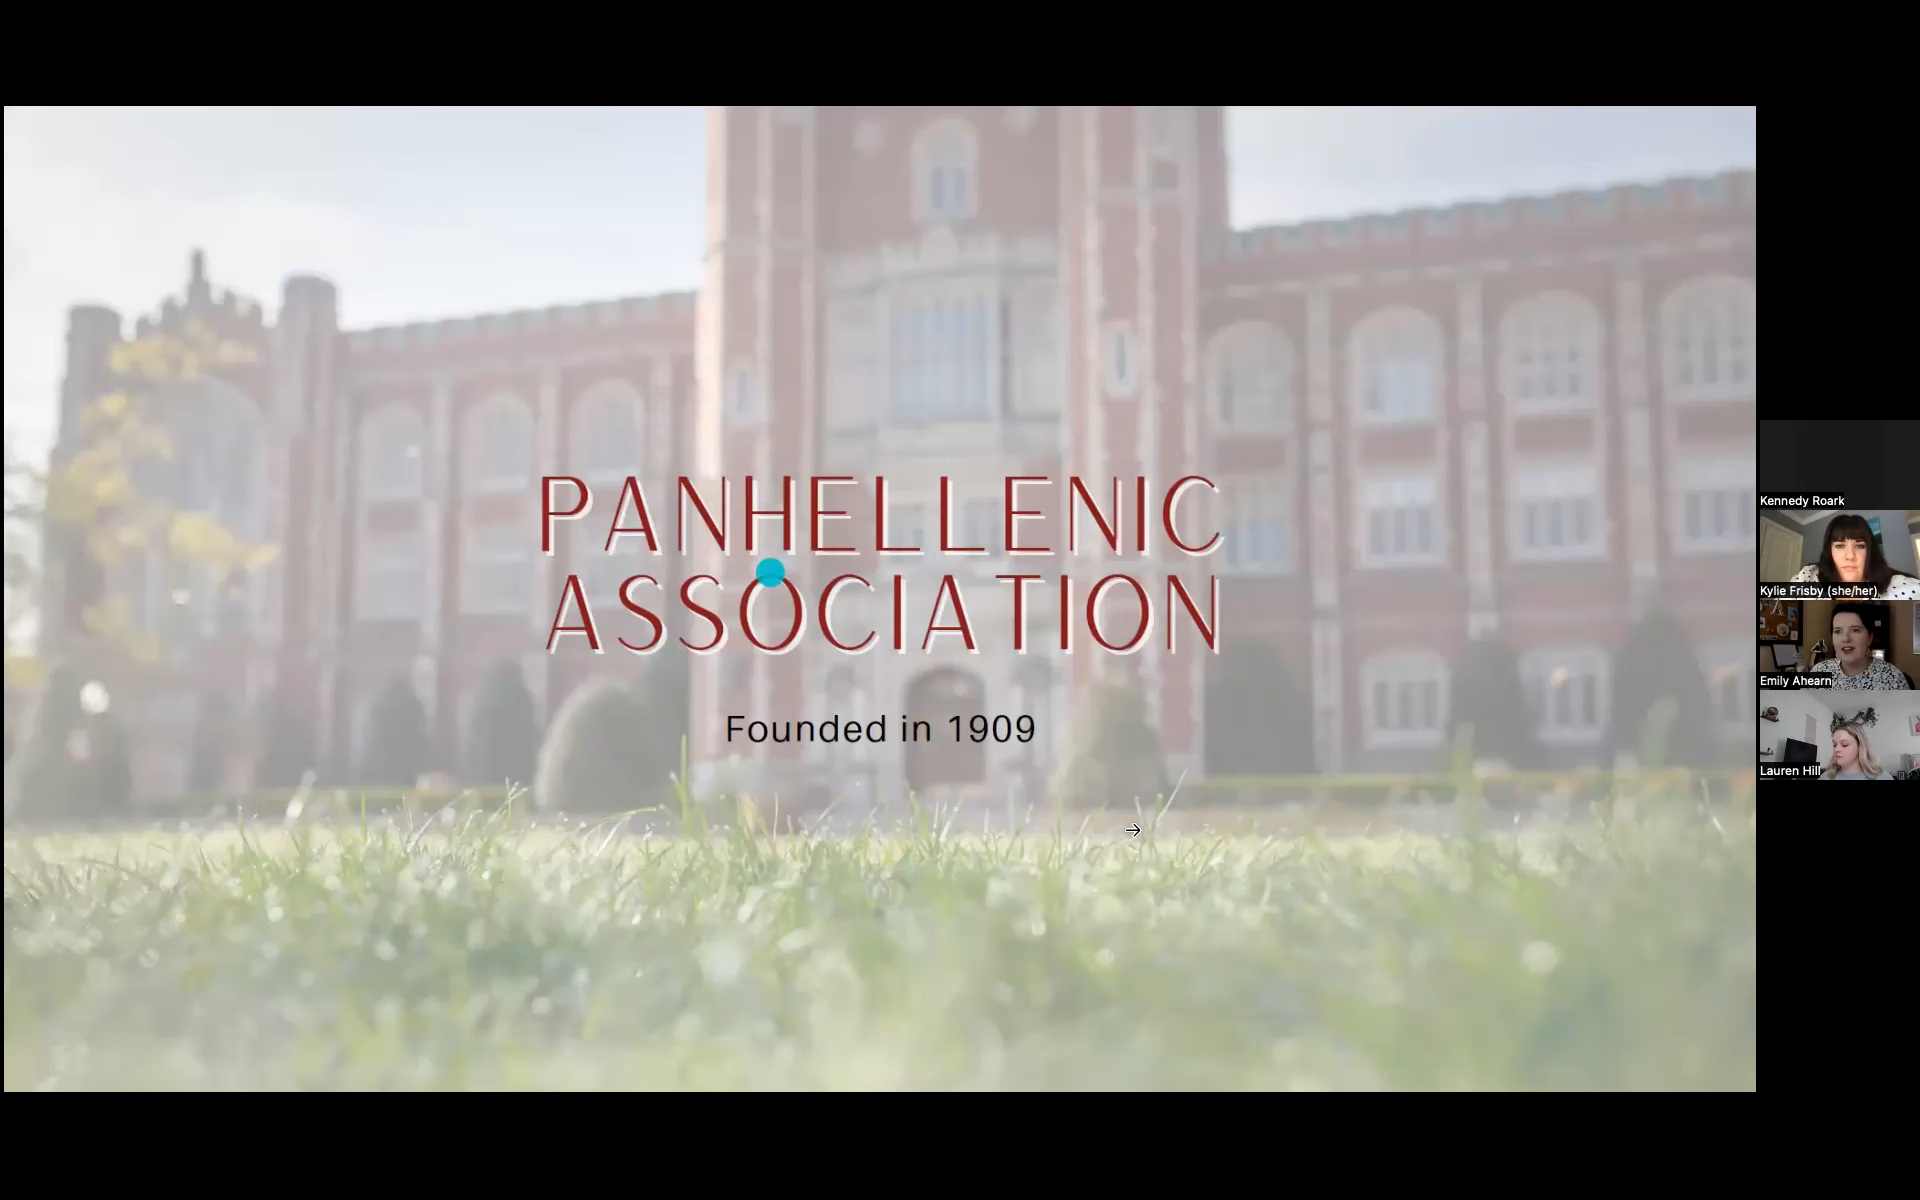 PANHELLENIC
ASSOCIATION
Founded in 1909
Kennedy Roark
Kylie Frisby (she/her)
Emily Ahearn
Lauren Hill